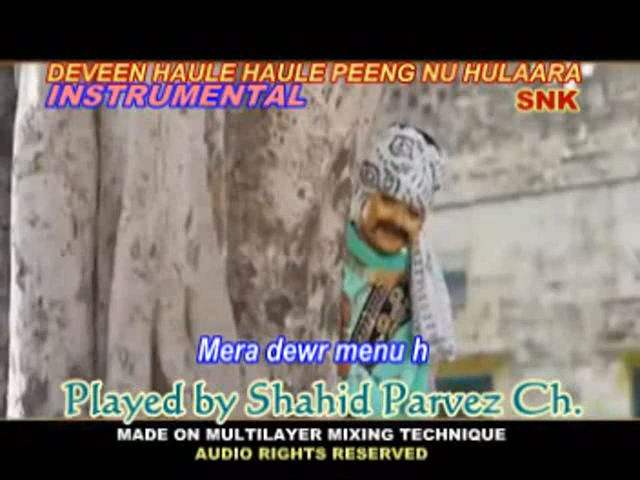 DEVEEN HAULE HAULE PEENG NU HULAARA
INSTRUMENTAL SNK
Mera dewr menu h
Played by Shahid Parvez Ch.
MADE ON MULTILAYER MIXING TECHNIQUE
AUDIO RIGHTS RESERVED